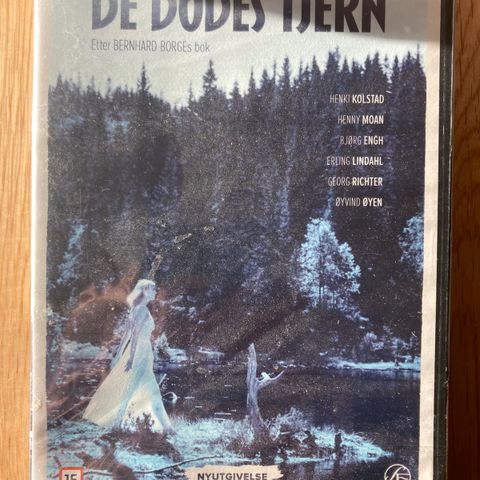 DE DØDES TJERN
Etter BERNHARD BORGEs bok
HENKI KOLSTAD
HENNY MOAN
BJØRG ENGH
ERLING LINDAHL
GEORG RICHTER
ØYVIND ØYEN
15
NYUTGIVELSE